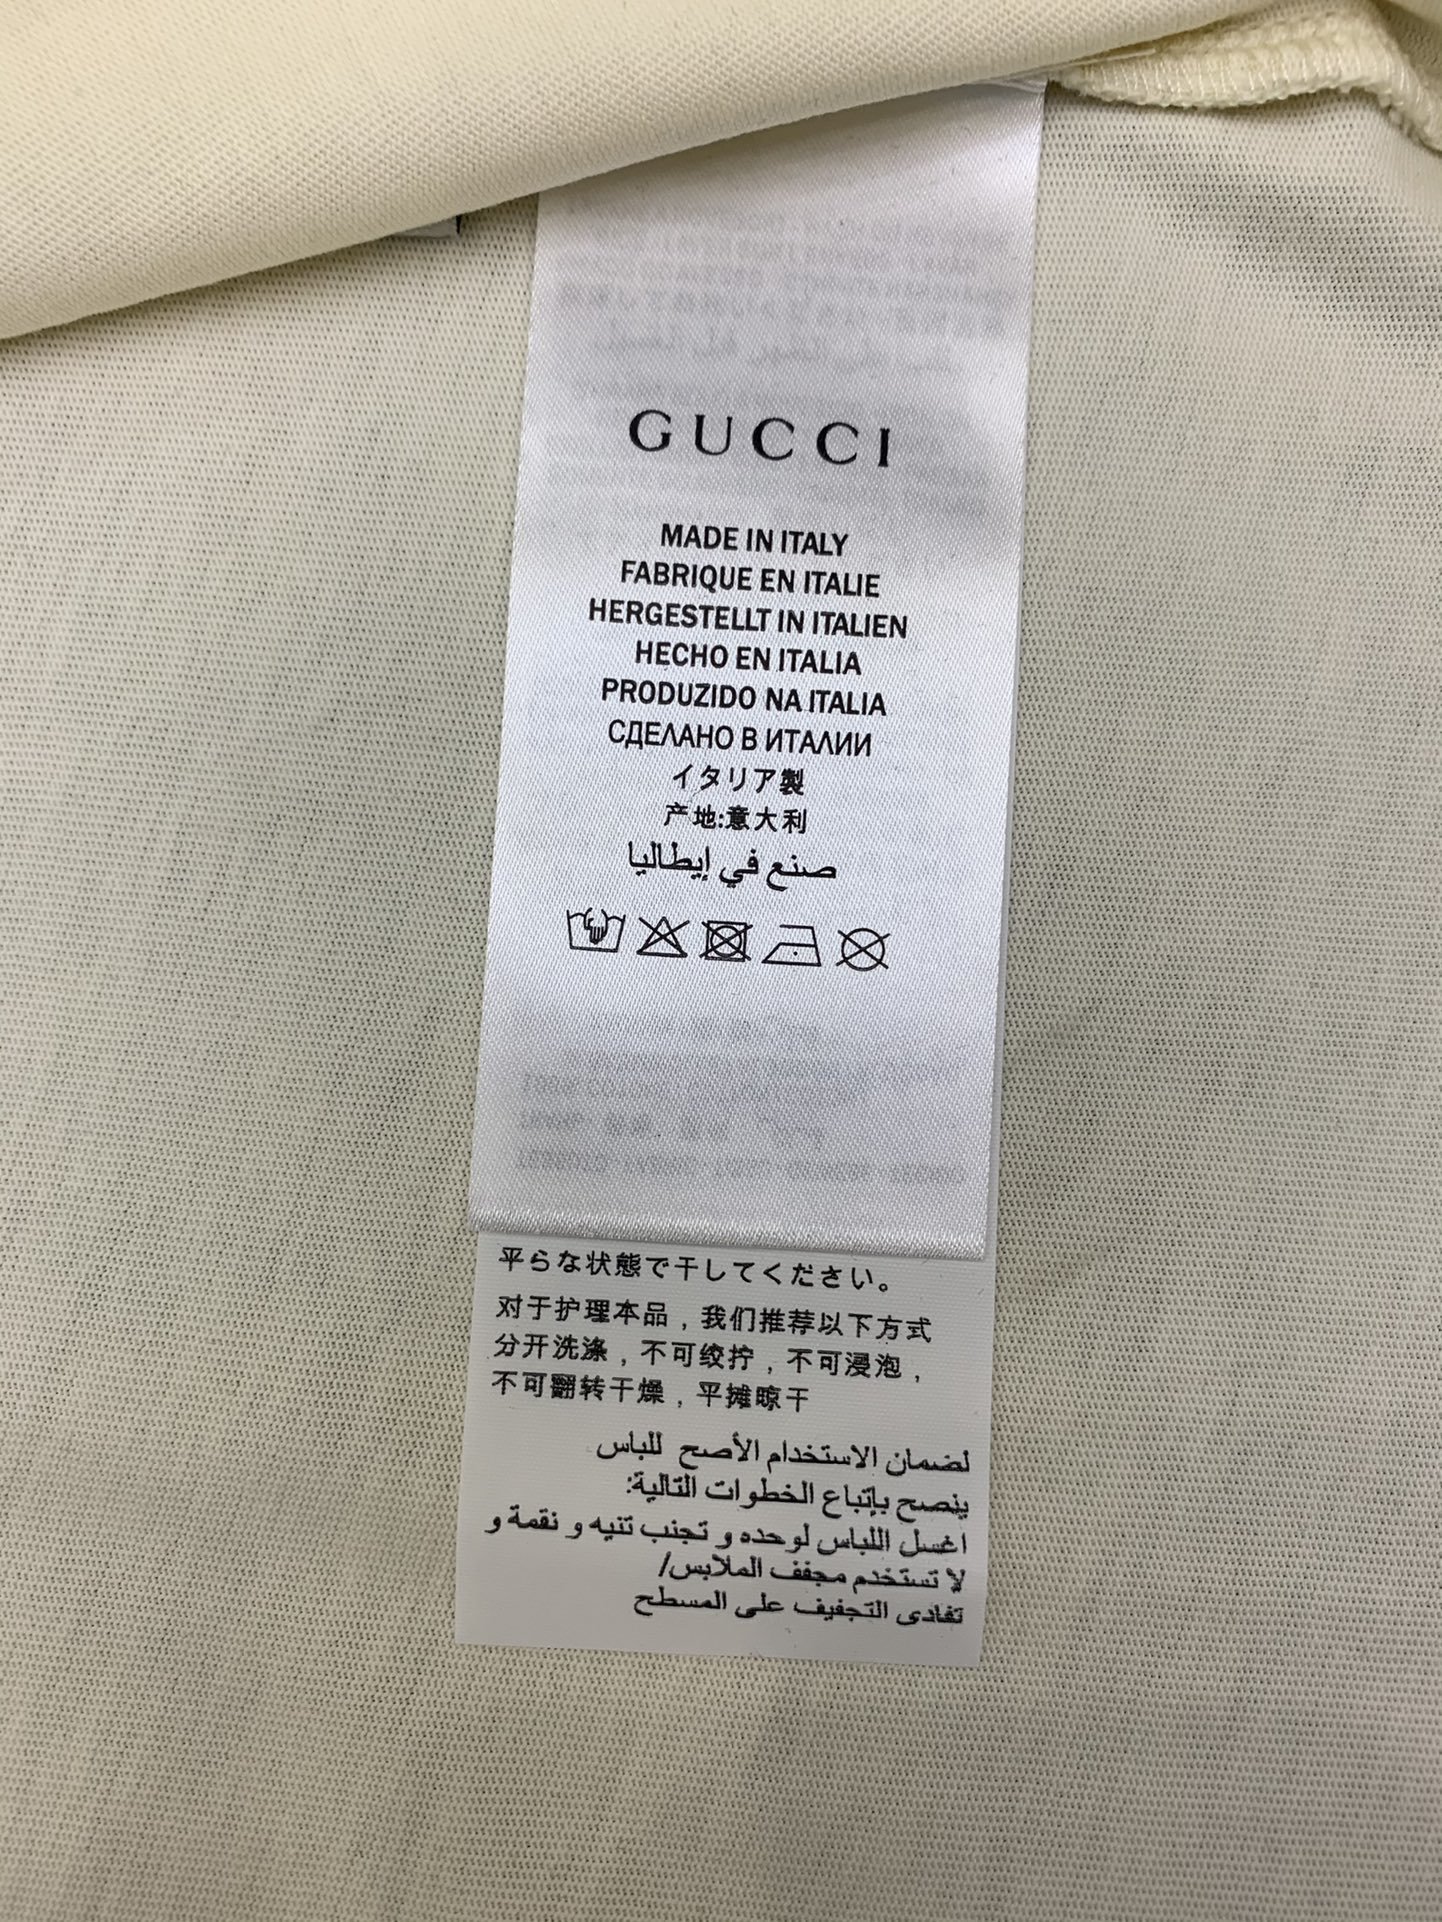 GUCCI
MADE IN ITALY
FABRIQUE EN ITALIE
HERGESTELLT IN ITALIEN
HECHO EN ITALIA
PRODUZIDO NA ITALIA
СДЕЛАНО В ИТАЛИИ
イタリア製
产地:意大利
صنع في إيطاليا
平らな状態で干してください。
对于护理本品，我们推荐以下方式
分开洗涤，不可绞拧，不可浸泡，
不可翻转干燥，平摊晾干
لضمان الاستخدام الأصح للباس
ينصح بإتباع الخطوات التالية:
اغسل اللباس لوحده و تجنب تنيه و نقمة و
لا تستخدم مجفف الملابس/
تفادى التجفيف على المسطح